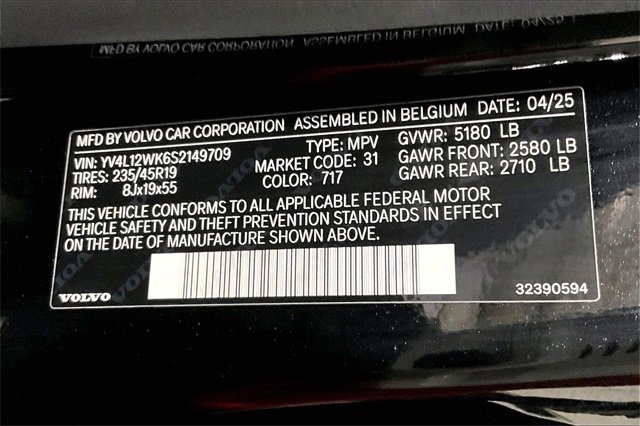 MFD BY VOLVO CAR CORPORATION ASSEMBLED IN BELGIUM DATE: 04/25
VIN: YV4L12WK6S2149709 TYPE: MPV GVWR: 5180 LB
TIRES: 235/45R19 MARKET CODE: 31 GAWR FRONT: 2580 LB
RIM: 8Jx19x55 COLOR: 717 GAWR REAR: 2710 LB
THIS VEHICLE CONFORMS TO ALL APPLICABLE FEDERAL MOTOR
VEHICLE SAFETY AND THEFT PREVENTION STANDARDS IN EFFECT
ON THE DATE OF MANUFACTURE SHOWN ABOVE.
VOLVO 32390594